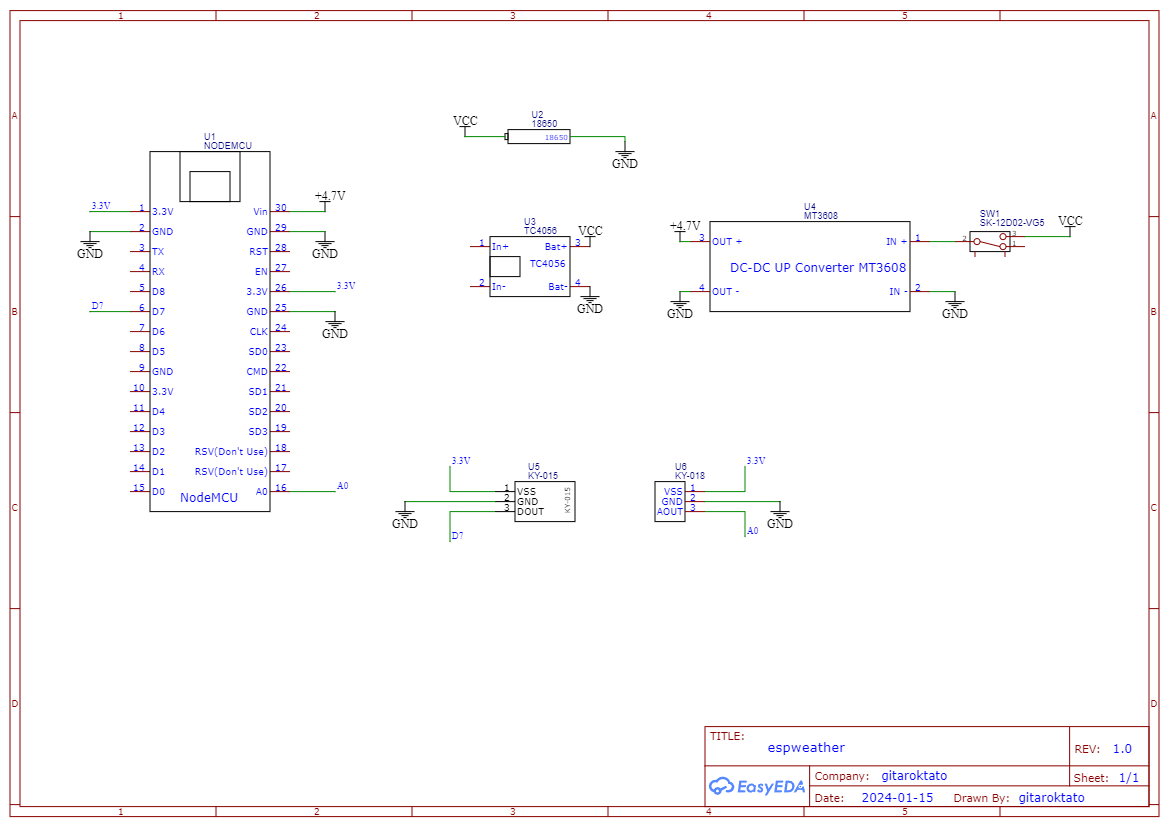 1 2 3 4 5
A A
B B
C C
D D
1 2 3 4 5
U1
NODEMCU
3.3V 1 3.3V
GND 2 GND
3 TX
4 RX
5 D8
D7 6 D7
7 D6
8 D5
9 GND
10 3.3V
11 D4
12 D3
13 D2
14 D1
15 D0
Vin 30 +4.7V
GND 29 GND
RST 28
EN 27
3.3V 26 3.3V
GND 25 GND
CLK 24
SD0 23
CMD 22
SD1 21
SD2 20
SD3 19
RSV(Don't Use) 18
RSV(Don't Use) 17
A0 16 A0
NodeMCU
VCC
U2
18650
18650
GND
U3
TC4056
1 In+
2 In-
Bat+ 3 VCC
TC4056
Bat- 4
GND
U4
MT3608
+4.7V
3 OUT +
IN + 1
DC-DC UP Converter MT3608
4 OUT -
IN - 2
GND
GND
SW1
SK-12D02-VG5
2 3 1
VCC
3.3V
U5
KY-015
1 VSS
2 GND
3 DOUT
KY-015
GND
D7
U6
KY-018
3.3V
VSS 1
GND 2
AOUT 3
GND
A0
TITLE:
espweather
REV: 1.0
EasyEDA
Company: gitaroktato
Sheet: 1/1
Date: 2024-01-15 Drawn By: gitaroktato